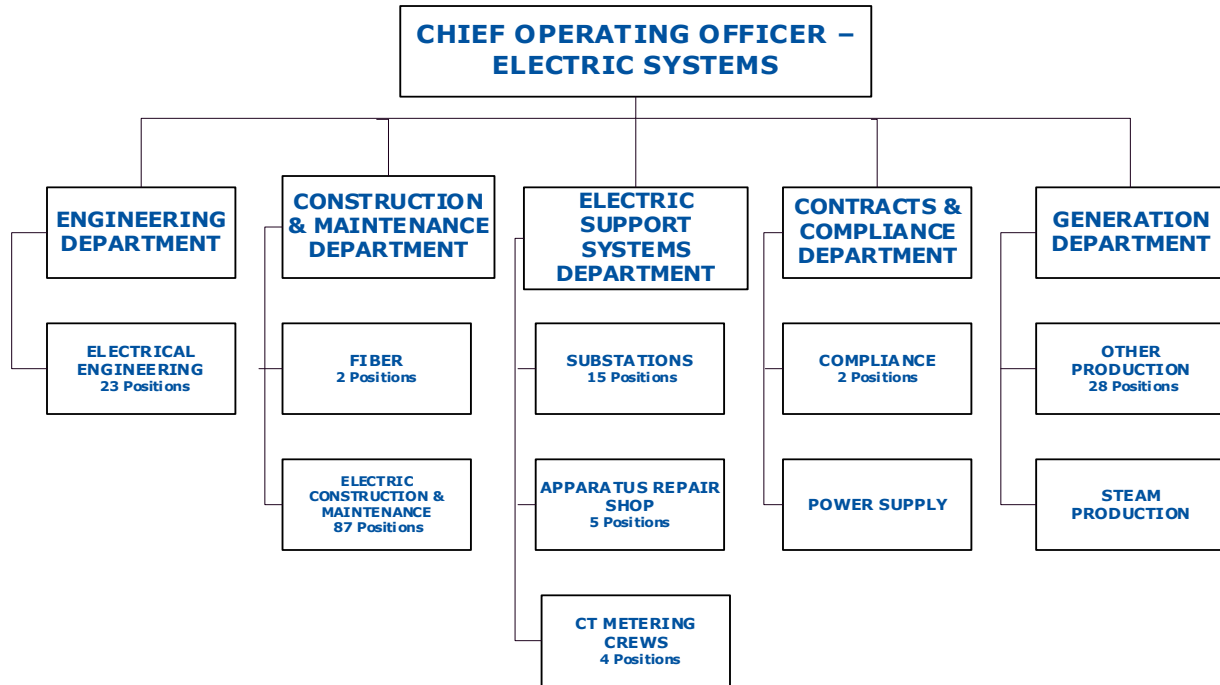 CHIEF OPERATING OFFICER –
ELECTRIC SYSTEMS
ENGINEERING
DEPARTMENT
CONSTRUCTION
& MAINTENANCE
DEPARTMENT
ELECTRIC
SUPPORT
SYSTEMS
DEPARTMENT
CONTRACTS &
COMPLIANCE
DEPARTMENT
GENERATION
DEPARTMENT
ELECTRICAL
ENGINEERING
23 Positions
FIBER
2 Positions
SUBSTATIONS
15 Positions
COMPLIANCE
2 Positions
OTHER
PRODUCTION
28 Positions
ELECTRIC
CONSTRUCTION &
MAINTENANCE
87 Positions
APPARATUS REPAIR
SHOP
5 Positions
POWER SUPPLY
STEAM
PRODUCTION
CT METERING
CREWS
4 Positions